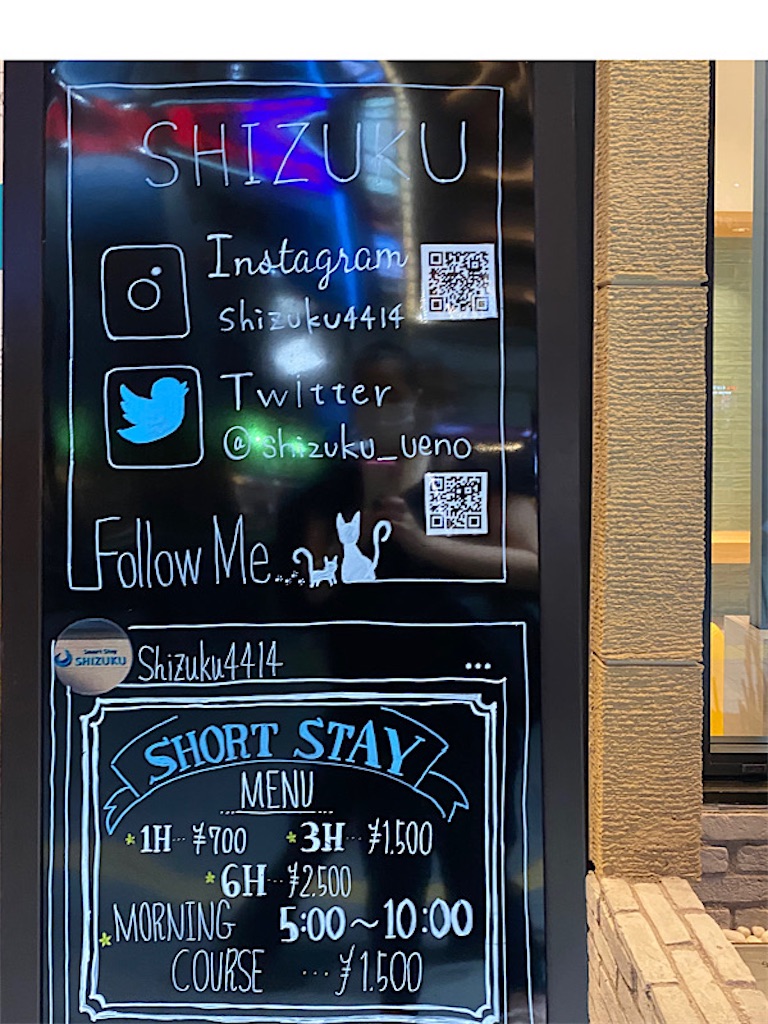 SHIZUKU
Instagram
shizuku4414
Twitter
@shizuku_ueno
Follow Me...
Smart Stay
SHIZUKU
Shizuku4414
...
SHORT STAY
MENU
*1H...¥700 *3H...¥1.500
*6H...¥2.500
*MORNING 5:00~10:00
COURSE ...¥1.500